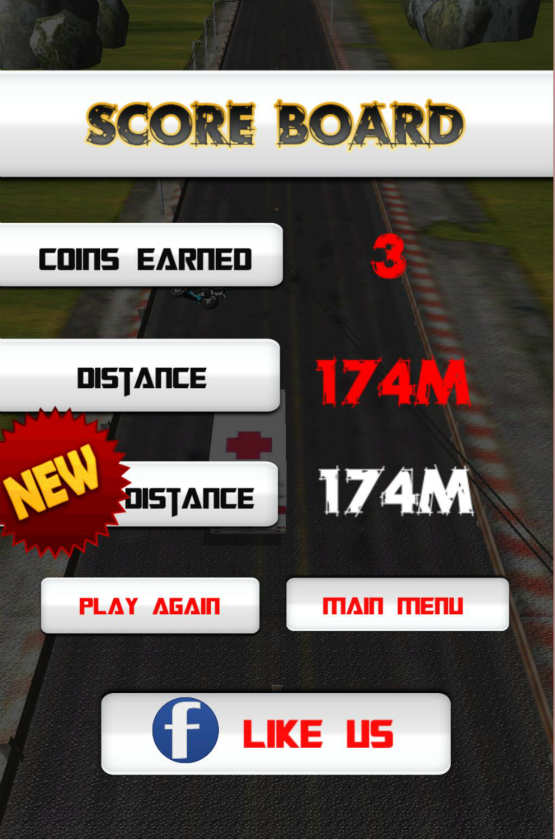 SCORE BOARD
COINS EARNED
3
DISTANCE
174M
NEW
DISTANCE
174M
PLAY AGAIN
MAIN MENU
f LIKE US